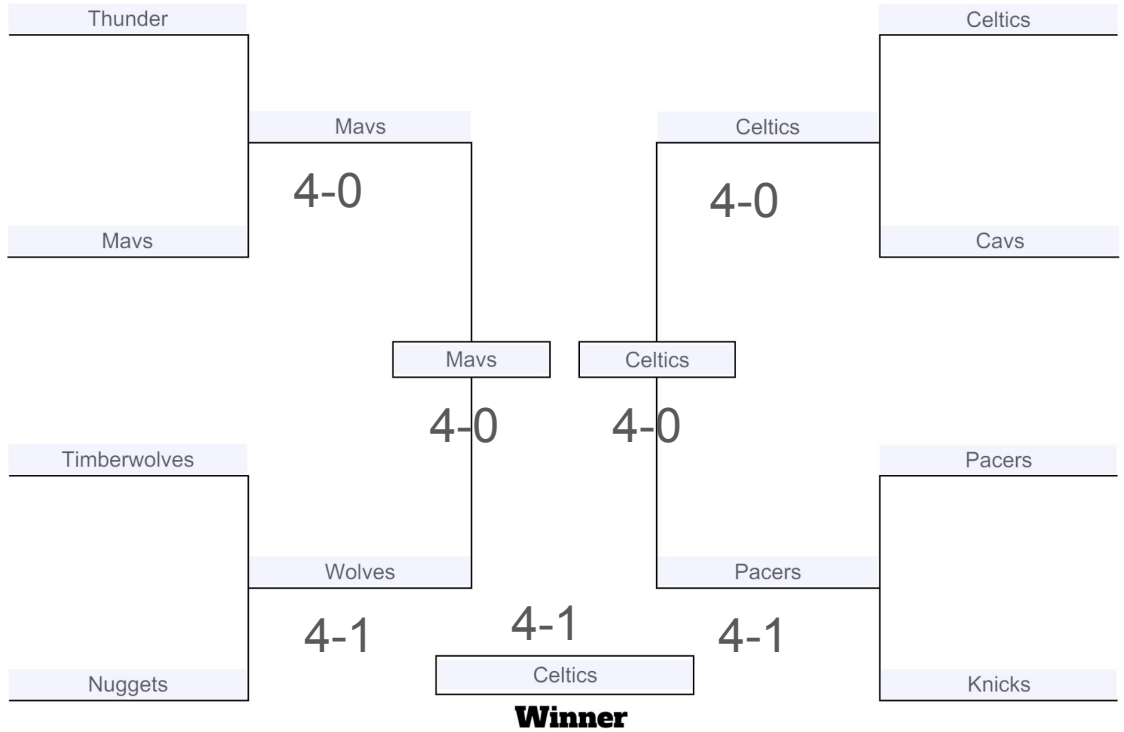 Thunder
Celtics
Mavs
Celtics
4-0
4-0
Mavs
Cavs
Mavs
Celtics
4-0
4-0
Timberwolves
Pacers
Wolves
Pacers
4-1
4-1
4-1
Nuggets
Celtics
Knicks
Winner